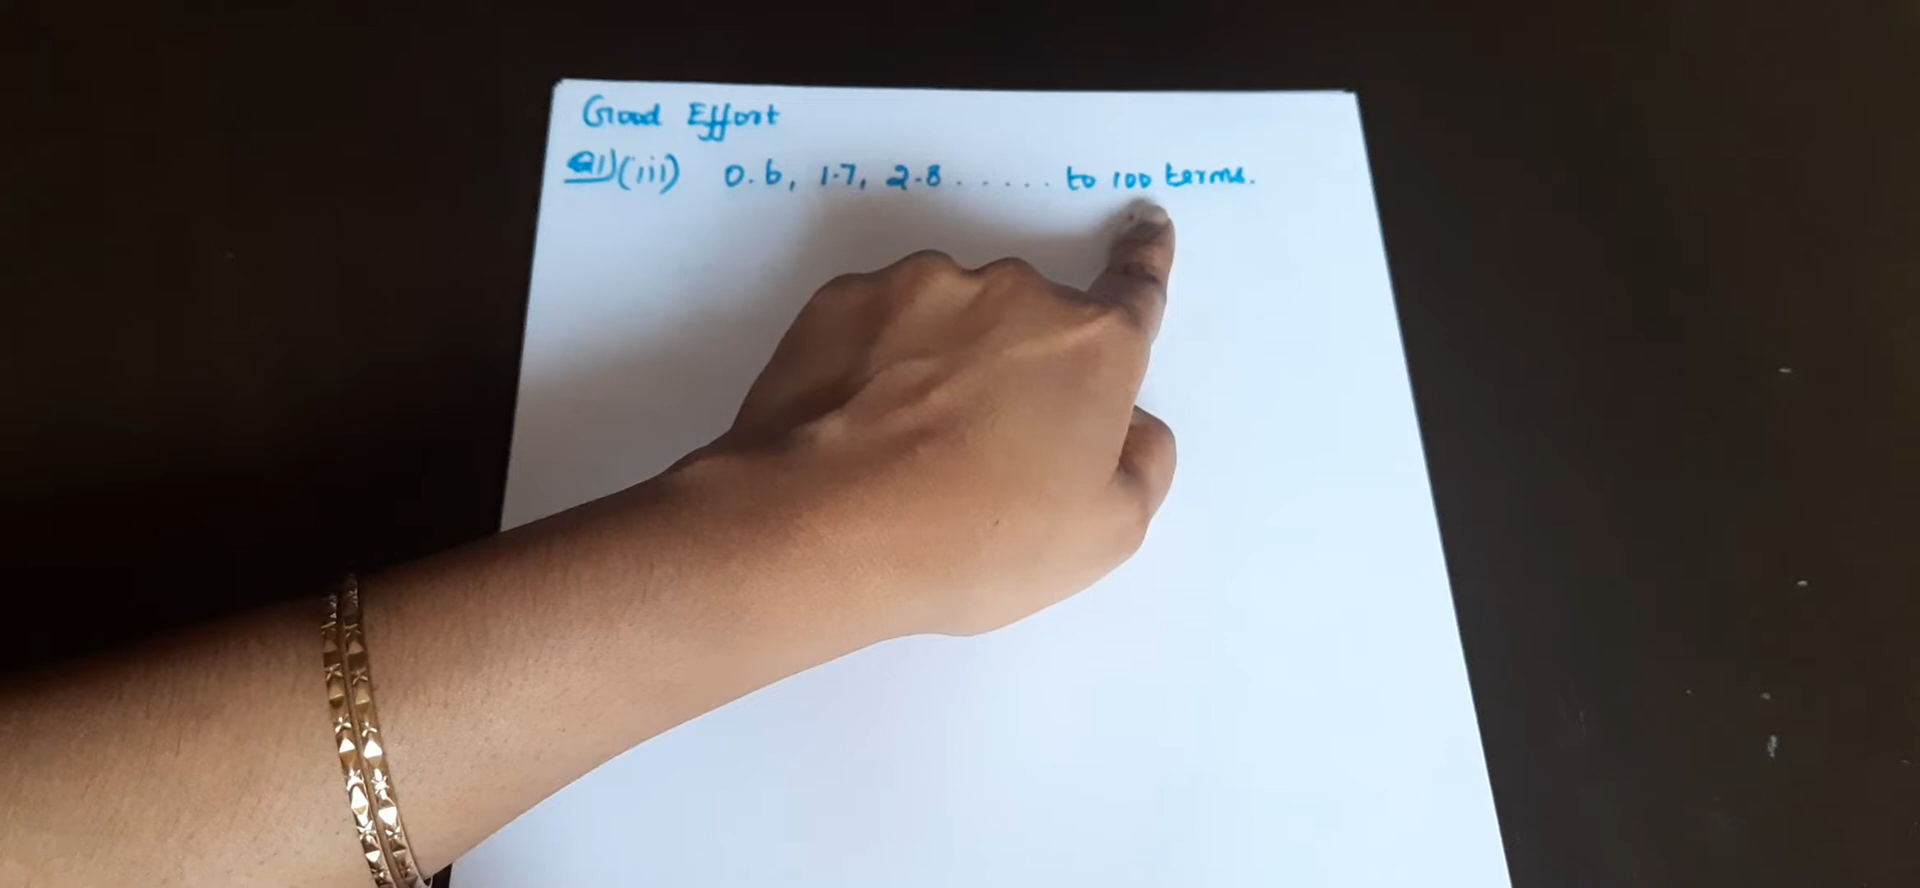 Good Effort
Q1)(iii) 0.6, 1.7, 2.8 ...... to 100 terms.